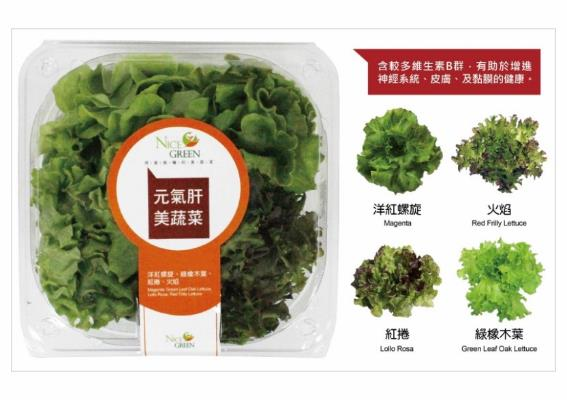 NICE
GREEN
元氣肝
美蔬菜
洋紅螺旋、綠橡木葉、
紅捲、火焰
Magenta, Green Leaf Oak Lettuce,
Lollo Rosa, Red Frilly Lettuce
NICE
GREEN
含較多維生素B群，有助於增進
神經系統、皮膚、及黏膜的健康。
洋紅螺旋
Magenta
火焰
Red Frilly Lettuce
紅捲
Lollo Rosa
綠橡木葉
Green Leaf Oak Lettuce